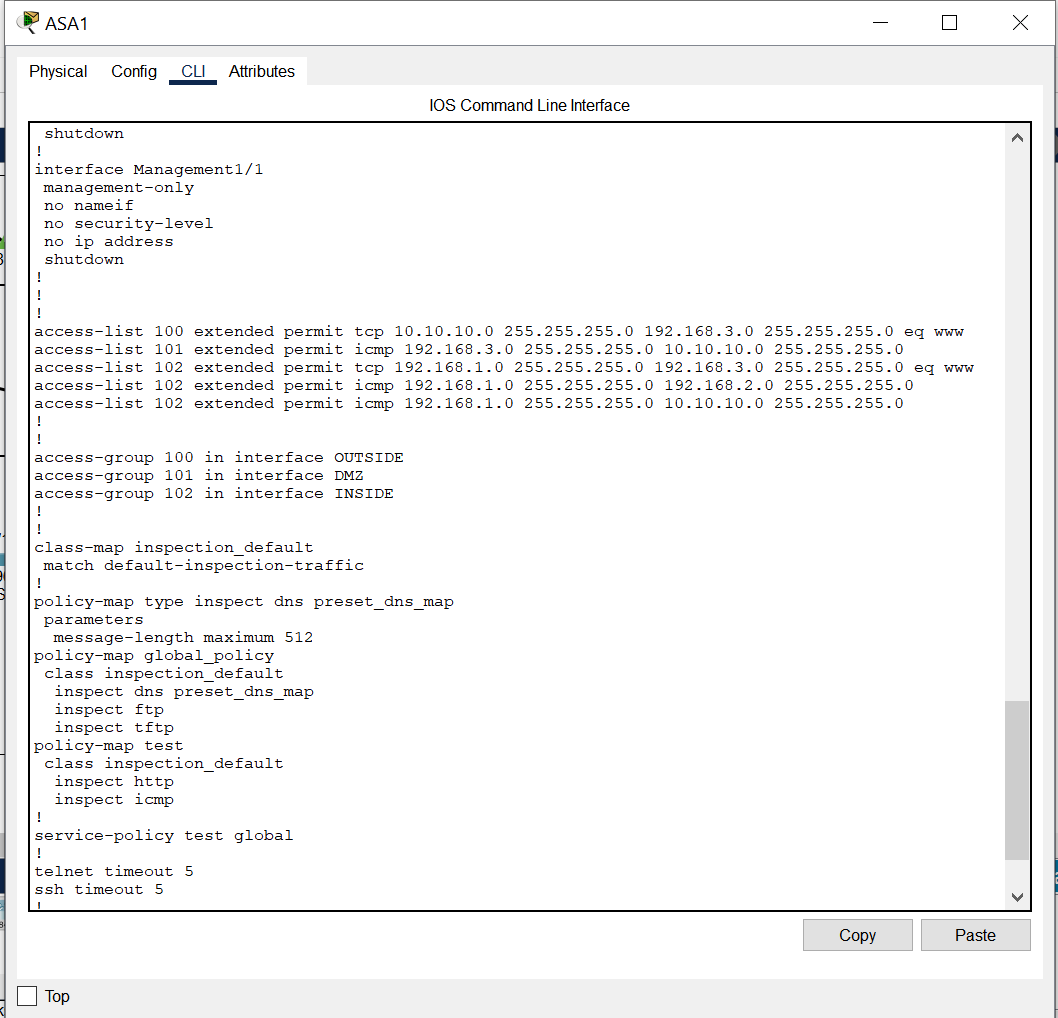 ASA1
Physical Config CLI Attributes
IOS Command Line Interface
shutdown
!
interface Management1/1
management-only
no nameif
no security-level
no ip address
shutdown
!
!
!
access-list 100 extended permit tcp 10.10.10.0 255.255.255.0 192.168.3.0 255.255.255.0 eq www
access-list 101 extended permit icmp 192.168.3.0 255.255.255.0 10.10.10.0 255.255.255.0
access-list 102 extended permit tcp 192.168.1.0 255.255.255.0 192.168.3.0 255.255.255.0 eq www
access-list 102 extended permit icmp 192.168.1.0 255.255.255.0 192.168.2.0 255.255.255.0
access-list 102 extended permit icmp 192.168.1.0 255.255.255.0 10.10.10.0 255.255.255.0
!
!
access-group 100 in interface OUTSIDE
access-group 101 in interface DMZ
access-group 102 in interface INSIDE
!
!
class-map inspection_default
match default-inspection-traffic
!
policy-map type inspect dns preset_dns_map
parameters
message-length maximum 512
policy-map global_policy
class inspection_default
inspect dns preset_dns_map
inspect ftp
inspect tftp
policy-map test
class inspection_default
inspect http
inspect icmp
!
service-policy test global
!
telnet timeout 5
ssh timeout 5
!
Copy Paste
Top